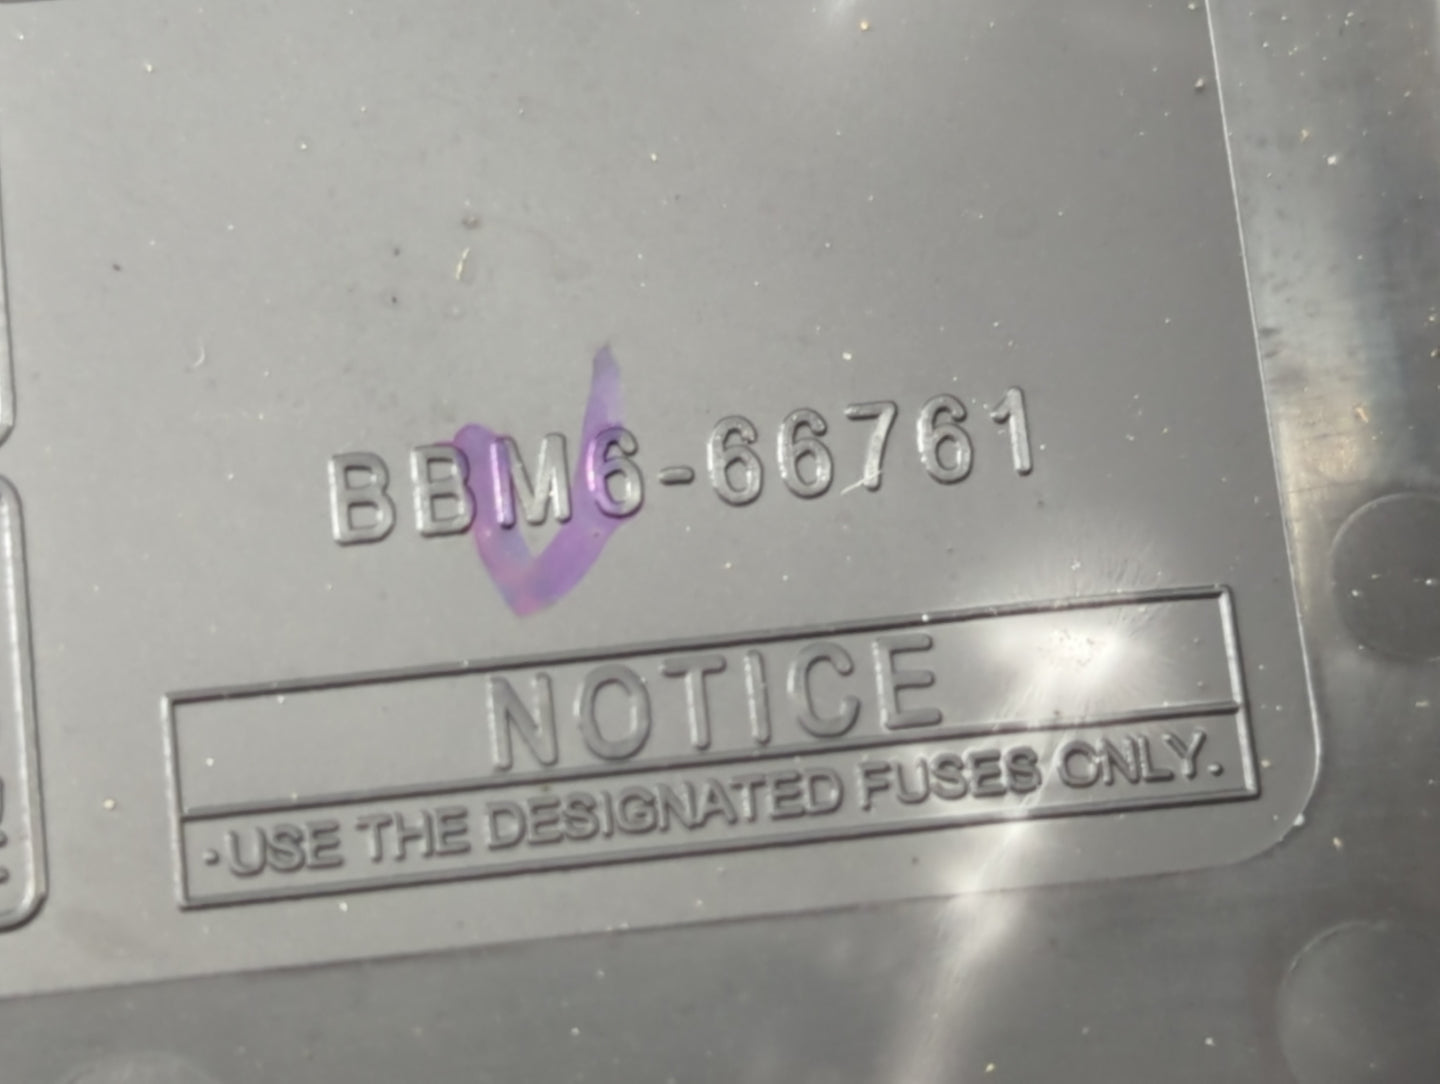 BBM6-66761
NOTICE
·USE THE DESIGNATED FUSES ONLY.